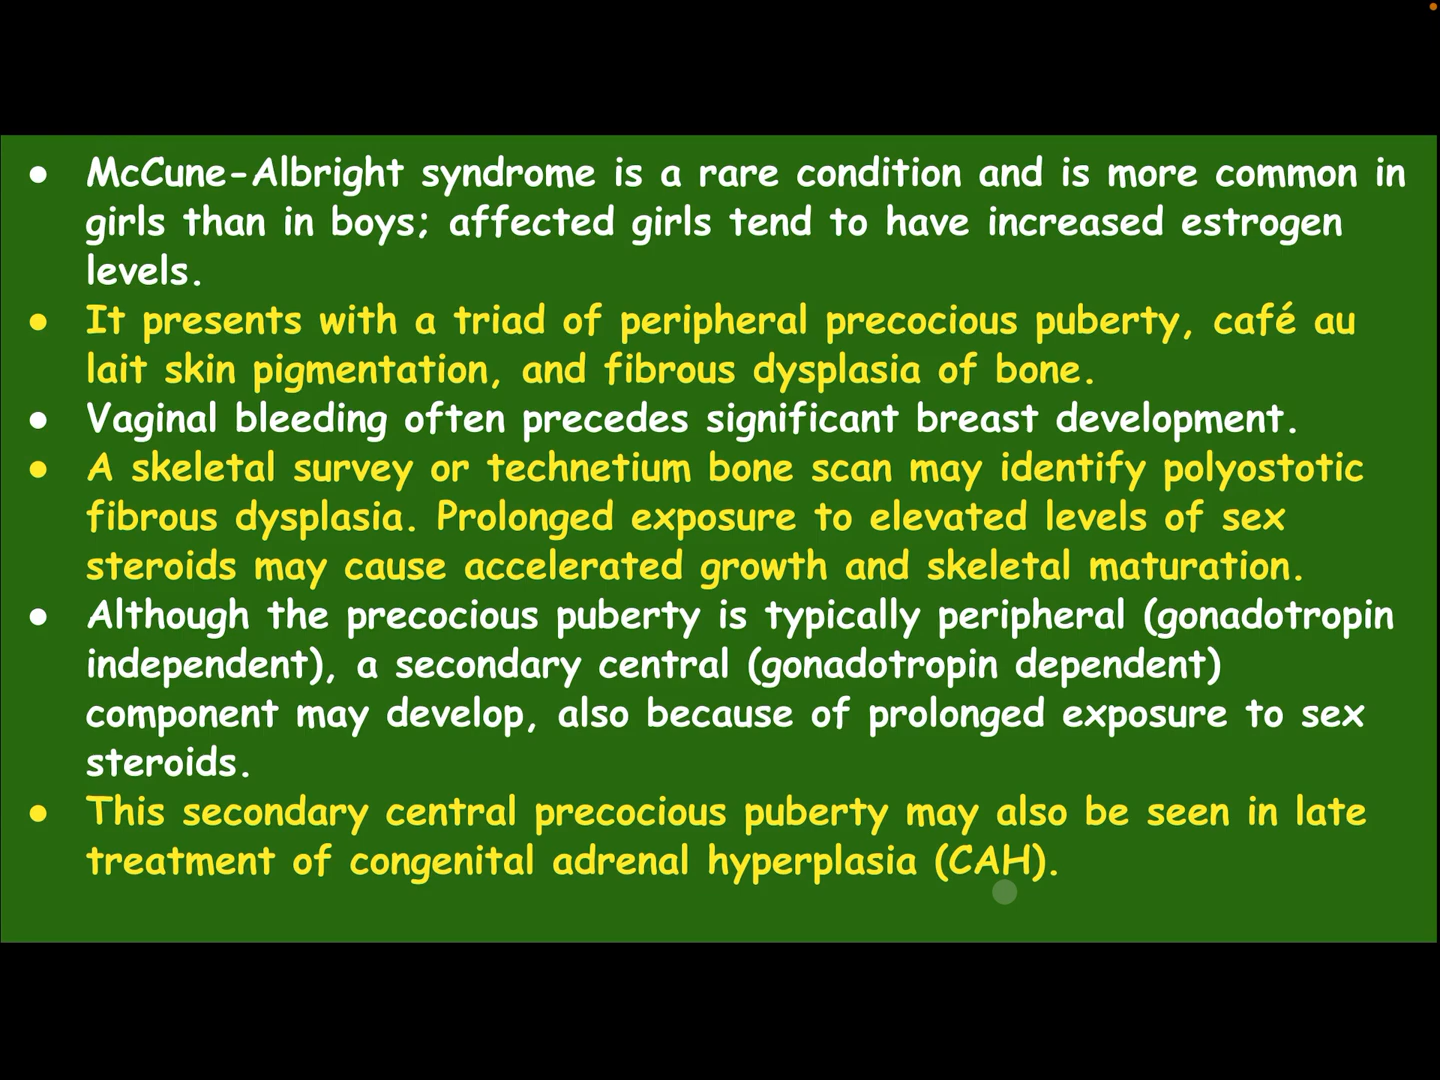 ● McCune-Albright syndrome is a rare condition and is more common in
girls than in boys; affected girls tend to have increased estrogen
levels.
● It presents with a triad of peripheral precocious puberty, café au
lait skin pigmentation, and fibrous dysplasia of bone.
● Vaginal bleeding often precedes significant breast development.
● A skeletal survey or technetium bone scan may identify polyostotic
fibrous dysplasia. Prolonged exposure to elevated levels of sex
steroids may cause accelerated growth and skeletal maturation.
● Although the precocious puberty is typically peripheral (gonadotropin
independent), a secondary central (gonadotropin dependent)
component may develop, also because of prolonged exposure to sex
steroids.
● This secondary central precocious puberty may also be seen in late
treatment of congenital adrenal hyperplasia (CAH).